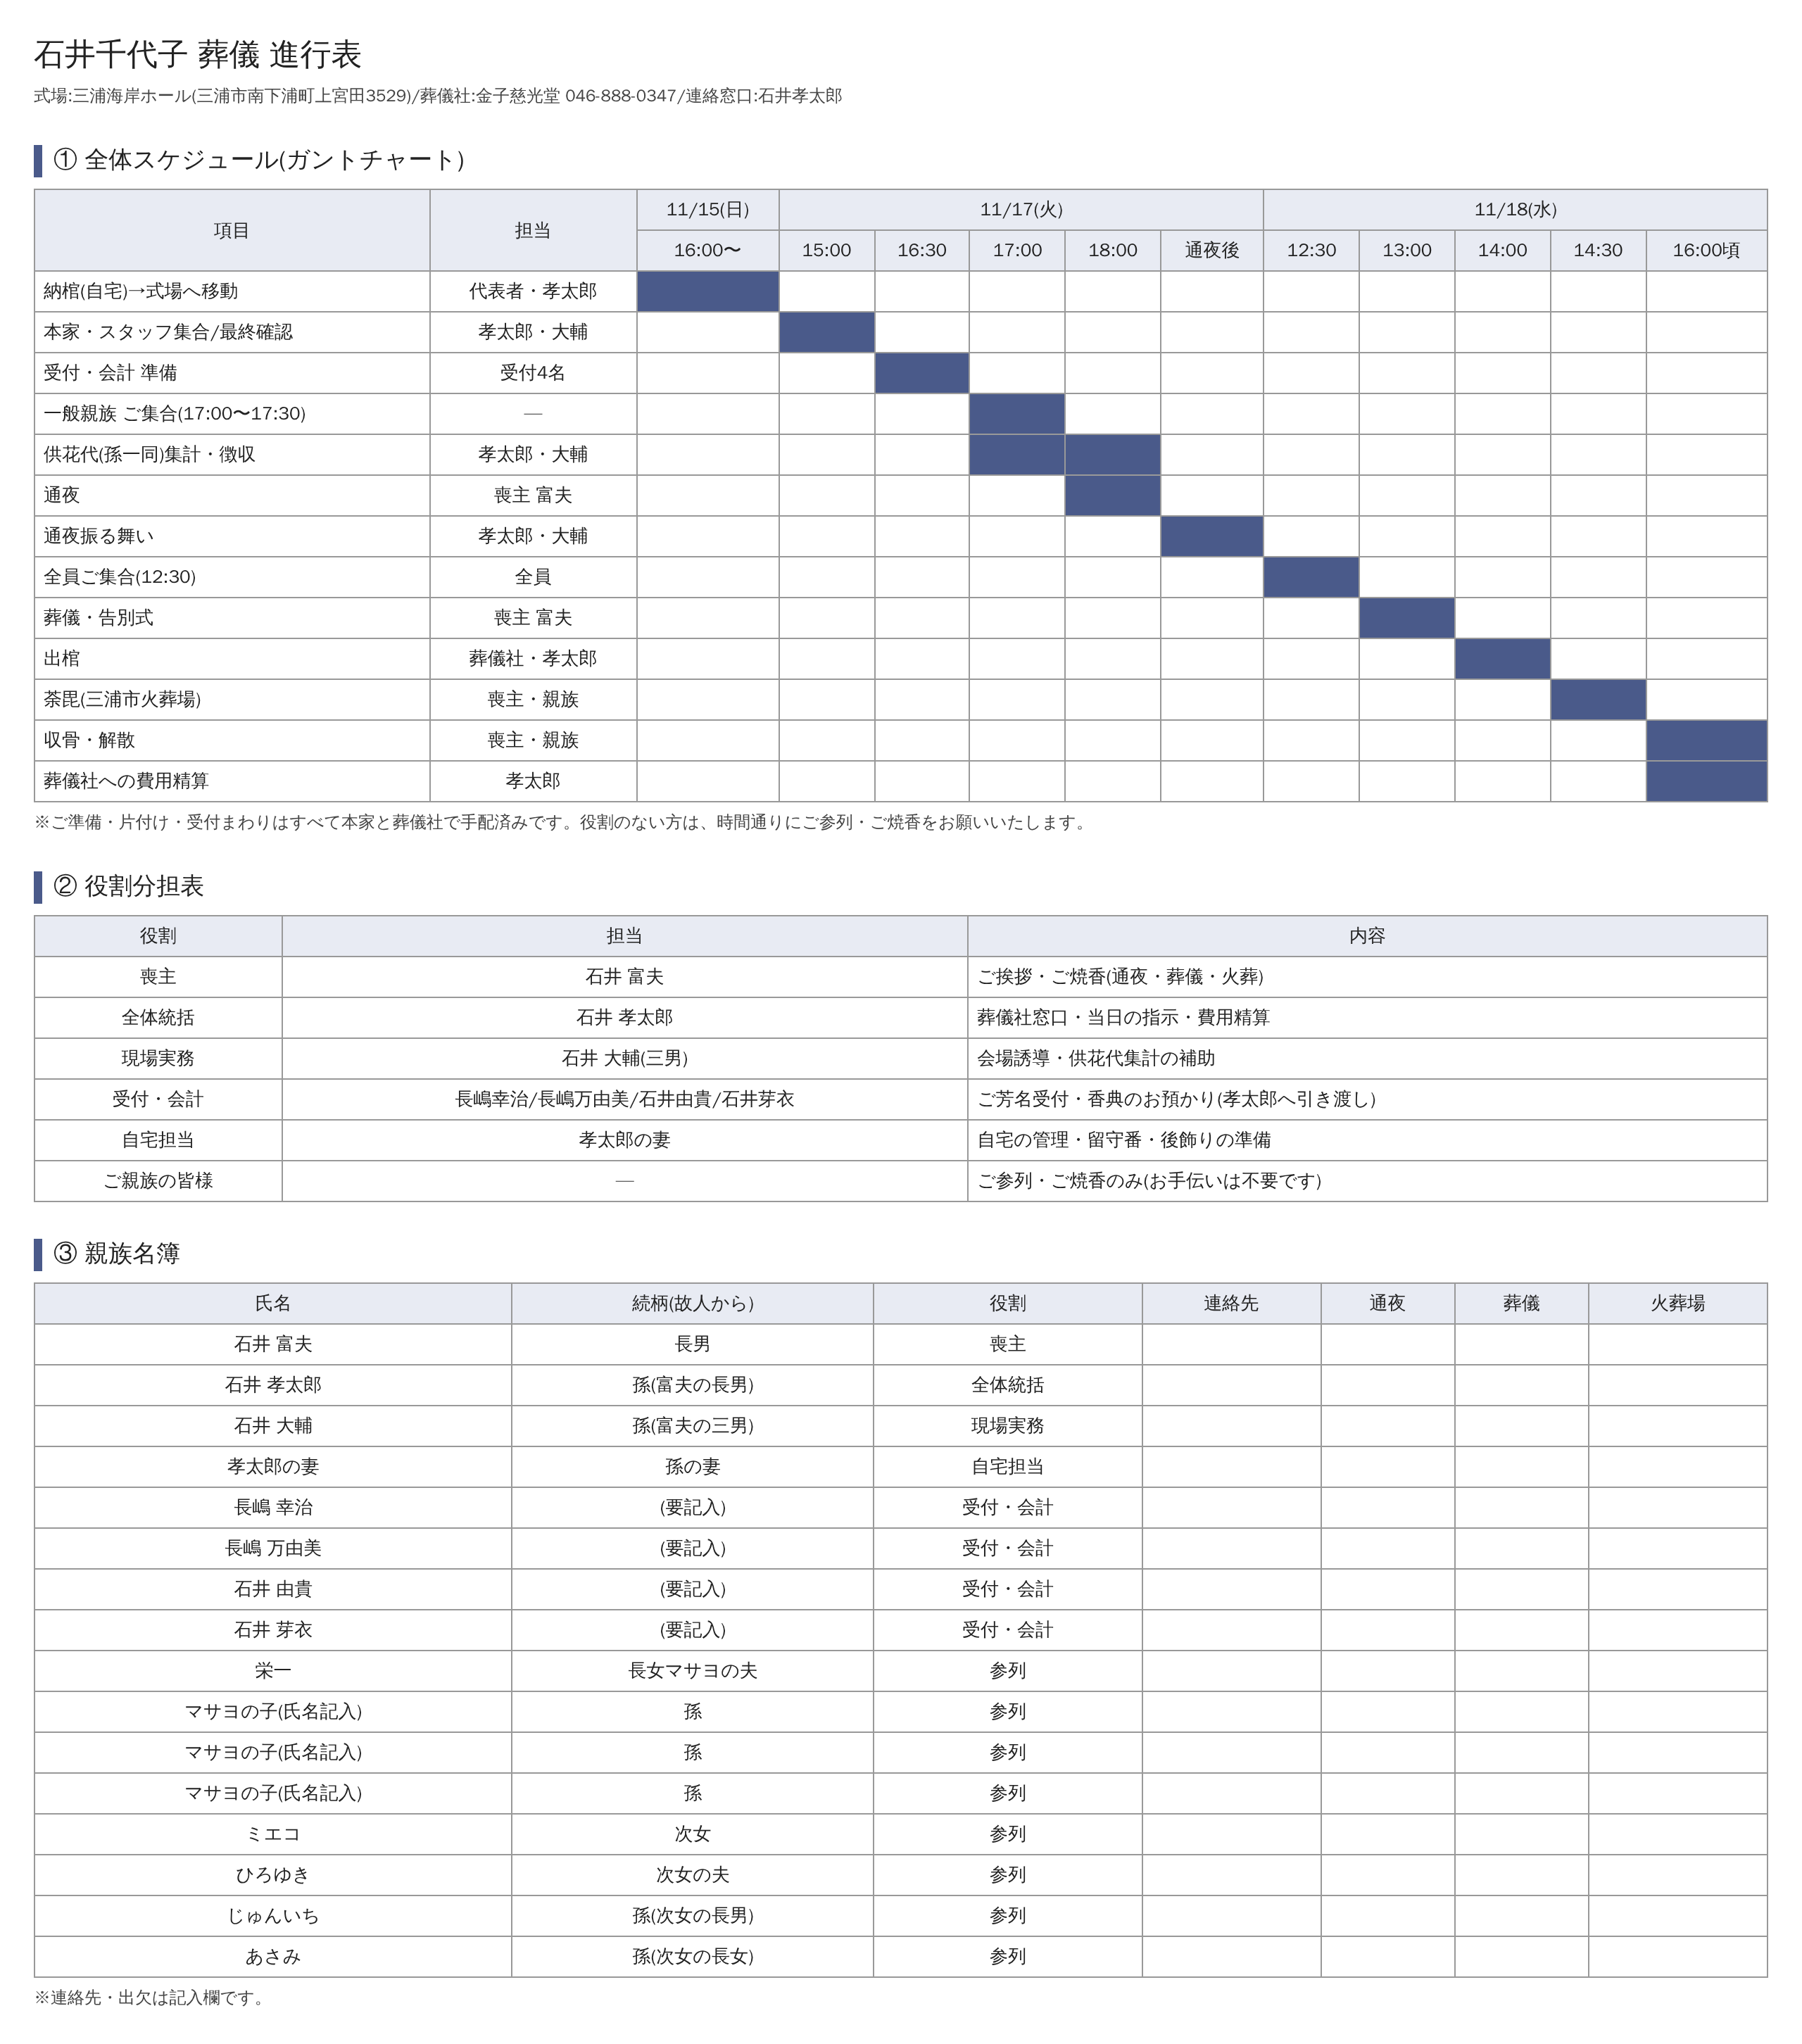 石井千代子 葬儀 進行表
式場:三浦海岸ホール(三浦市南下浦町上宮田3529)/葬儀社:金子慈光堂 046-888-0347/連絡窓口:石井孝太郎
① 全体スケジュール(ガントチャート)
項目 担当 11/15(日) 11/17(火) 11/18(水)
16:00〜 15:00 16:30 17:00 18:00 通夜後 12:30 13:00 14:00 14:30 16:00頃
納棺(自宅)→式場へ移動 代表者・孝太郎
本家・スタッフ集合/最終確認 孝太郎・大輔
受付・会計 準備 受付4名
一般親族 ご集合(17:00〜17:30) —
供花代(孫一同)集計・徴収 孝太郎・大輔
通夜 喪主 富夫
通夜振る舞い 孝太郎・大輔
全員ご集合(12:30) 全員
葬儀・告別式 喪主 富夫
出棺 葬儀社・孝太郎
荼毘(三浦市火葬場) 喪主・親族
収骨・解散 喪主・親族
葬儀社への費用精算 孝太郎
※ご準備・片付け・受付まわりはすべて本家と葬儀社で手配済みです。役割のない方は、時間通りにご参列・ご焼香をお願いいたします。
② 役割分担表
役割 担当 内容
喪主 石井 富夫 ご挨拶・ご焼香(通夜・葬儀・火葬)
全体統括 石井 孝太郎 葬儀社窓口・当日の指示・費用精算
現場実務 石井 大輔(三男) 会場誘導・供花代集計の補助
受付・会計 長嶋幸治/長嶋万由美/石井由貴/石井芽衣 ご芳名受付・香典のお預かり(孝太郎へ引き渡し)
自宅担当 孝太郎の妻 自宅の管理・留守番・後飾りの準備
ご親族の皆様 — ご参列・ご焼香のみ(お手伝いは不要です)
③ 親族名簿
氏名 続柄(故人から) 役割 連絡先 通夜 葬儀 火葬場
石井 富夫 長男 喪主
石井 孝太郎 孫(富夫の長男) 全体統括
石井 大輔 孫(富夫の三男) 現場実務
孝太郎の妻 孫の妻 自宅担当
長嶋 幸治 (要記入) 受付・会計
長嶋 万由美 (要記入) 受付・会計
石井 由貴 (要記入) 受付・会計
石井 芽衣 (要記入) 受付・会計
栄一 長女マサヨの夫 参列
マサヨの子(氏名記入) 孫 参列
マサヨの子(氏名記入) 孫 参列
マサヨの子(氏名記入) 孫 参列
ミエコ 次女 参列
ひろゆき 次女の夫 参列
じゅんいち 孫(次女の長男) 参列
あさみ 孫(次女の長女) 参列
※連絡先・出欠は記入欄です。